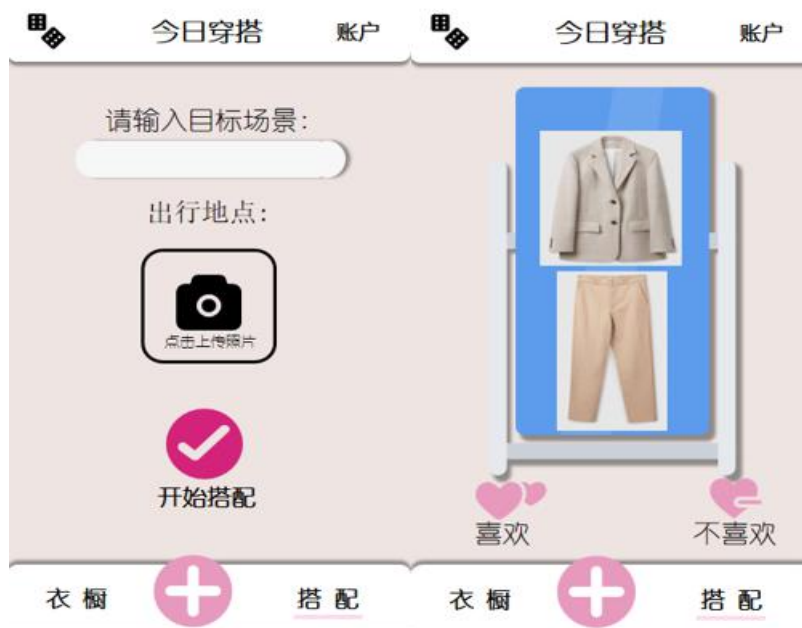 今日穿搭 账户
请输入目标场景:
出行地点:
点击上传照片
开始搭配
衣橱 搭配
今日穿搭 账户
喜欢 不喜欢
衣橱 搭配